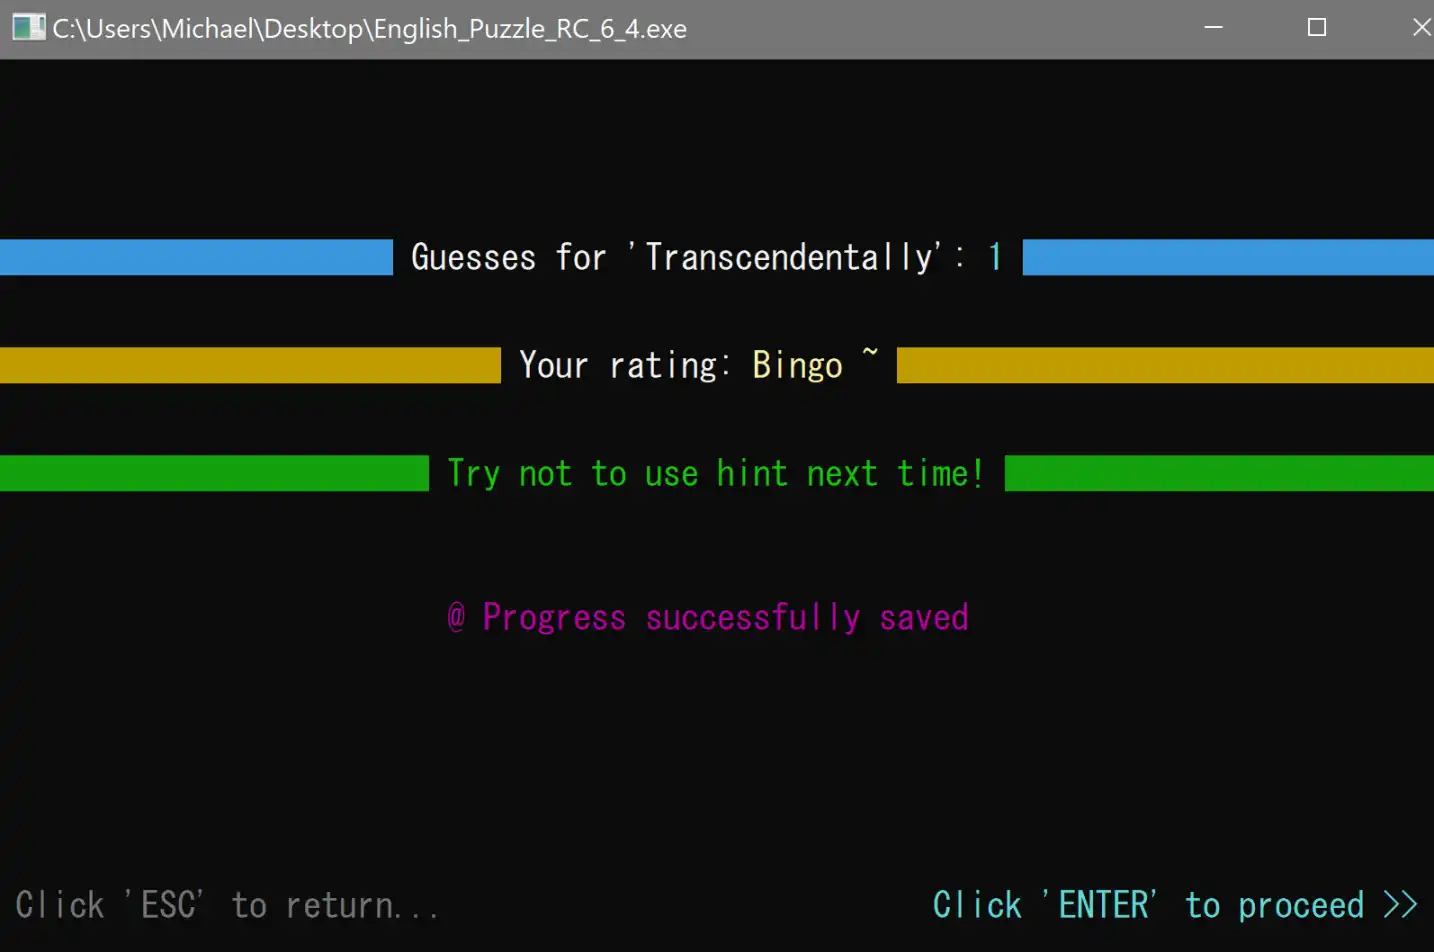 C:\Users\Michael\Desktop\English_Puzzle_RC_6_4.exe
Guesses for 'Transcendentally': 1
Your rating: Bingo ~
Try not to use hint next time!
@ Progress successfully saved
Click 'ESC' to return...
Click 'ENTER' to proceed >>